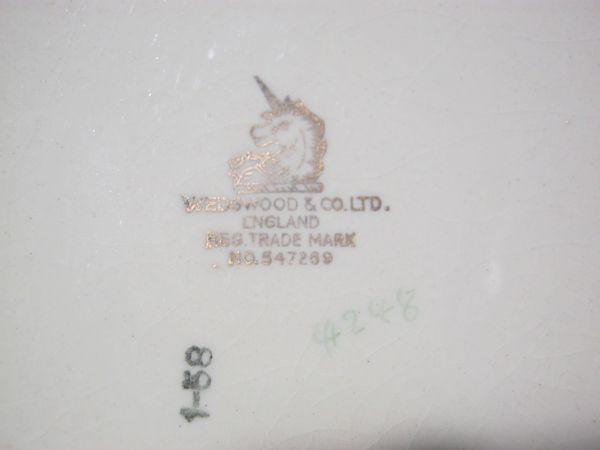 WEDGWOOD & CO. LTD.
ENGLAND
REG. TRADE MARK
NO. 547269
4248
1-58